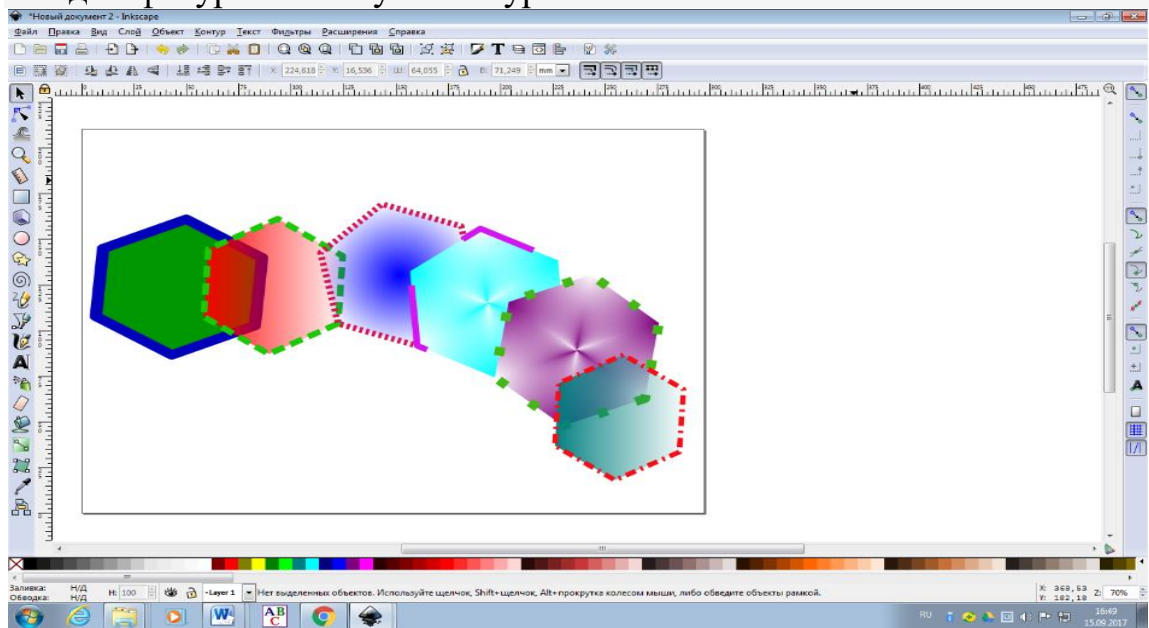 *Новый документ 2 - Inkscape
Файл Правка Вид Слой Объект Контур Текст Фильтры Расширения Справка
X: 224,618 Y: 16,536 Ш: 64,055 В: 71,249 mm
Заливка: Н/Д
Обводка: Н/Д
Н: 100
-Layer 1
Нет выделенных объектов. Используйте щелчок, Shift+щелчок, Alt+прокрутка колесом мыши, либо обведите объекты рамкой.
X: 369,53
Y: 182,18
Z: 70%
RU
16:49
15.09.2017